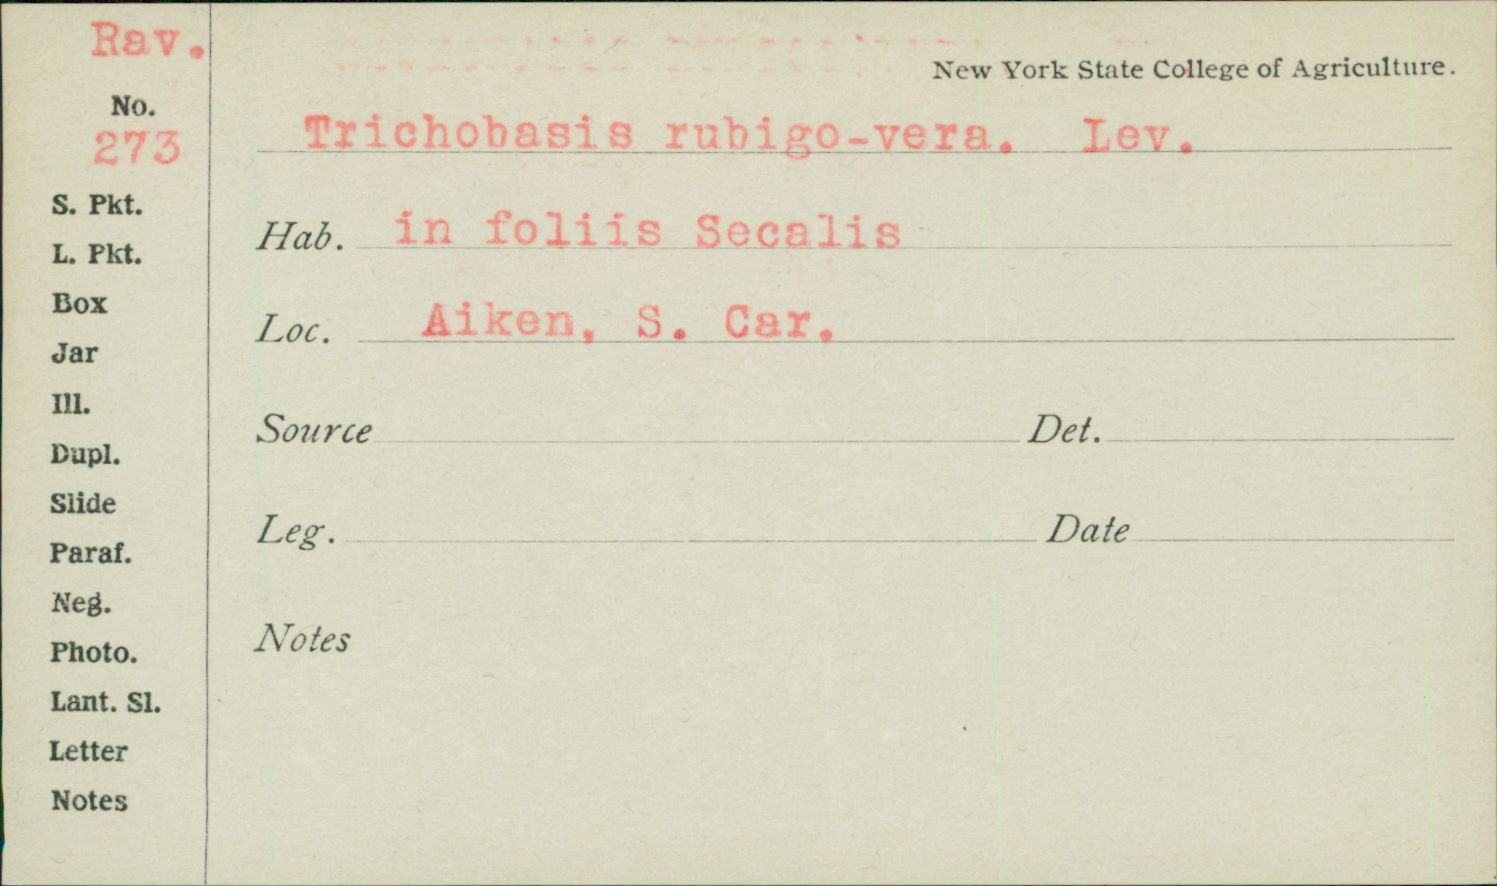 Rav.
New York State College of Agriculture.
No.
273
Trichobasis rubigo-vera. Lev.
S. Pkt.
Hab. in foliis Secalis
L. Pkt.
Box
Loc. Aiken, S. Car.
Jar
Ill.
Source Det.
Dupl.
Slide
Leg. Date
Paraf.
Neg.
Notes
Photo.
Lant. Sl.
Letter
Notes